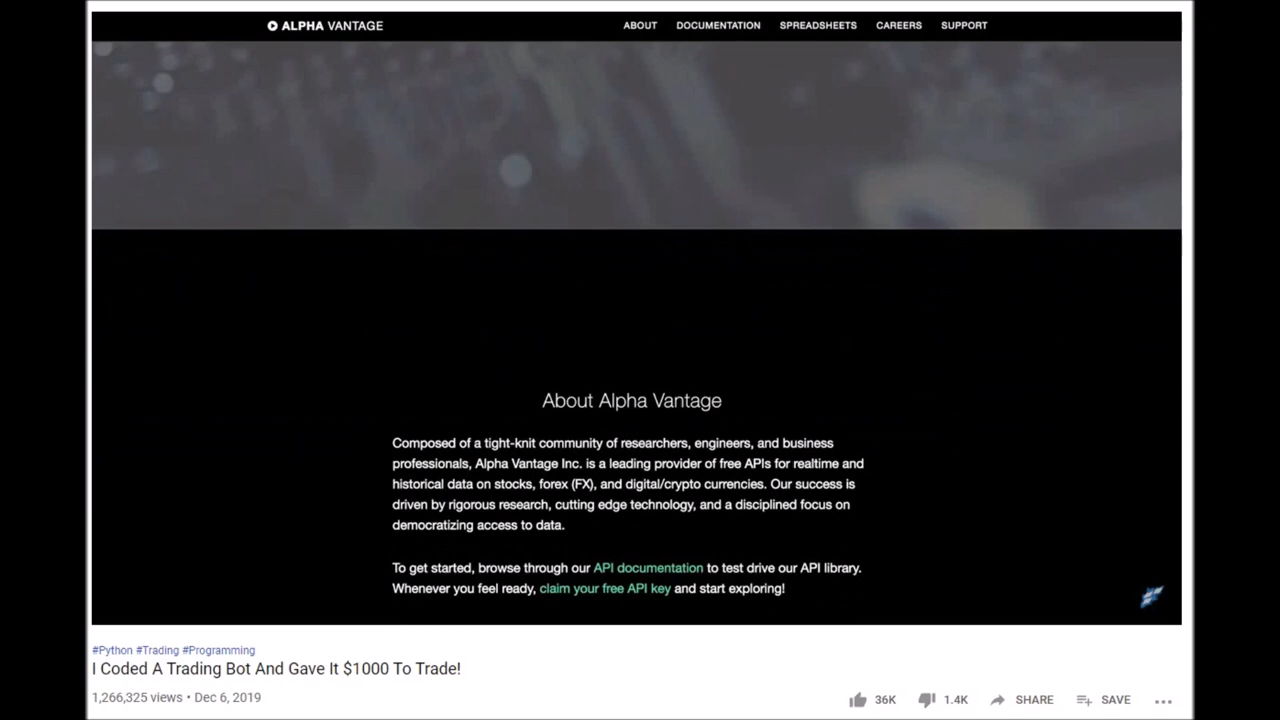 ALPHA VANTAGE
ABOUT DOCUMENTATION SPREADSHEETS CAREERS SUPPORT
About Alpha Vantage
Composed of a tight-knit community of researchers, engineers, and business
professionals, Alpha Vantage Inc. is a leading provider of free APIs for realtime and
historical data on stocks, forex (FX), and digital/crypto currencies. Our success is
driven by rigorous research, cutting edge technology, and a disciplined focus on
democratizing access to data.
To get started, browse through our API documentation to test drive our API library.
Whenever you feel ready, claim your free API key and start exploring!
#Python #Trading #Programming
I Coded A Trading Bot And Gave It $1000 To Trade!
1,266,325 views • Dec 6, 2019
36K 1.4K SHARE SAVE